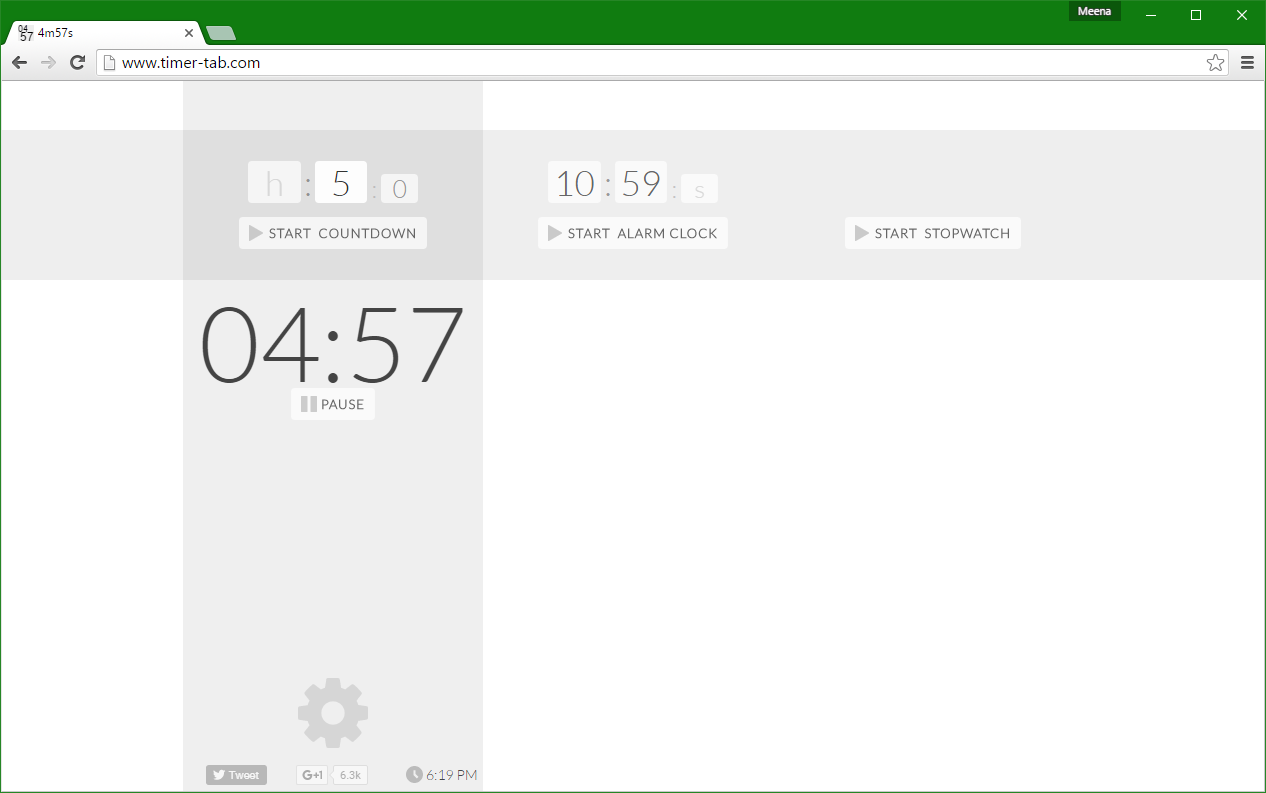 Meena
04 57 4m57s
www.timer-tab.com
h : 5 : 0
10 : 59 : s
START COUNTDOWN
START ALARM CLOCK
START STOPWATCH
04:57
PAUSE
Tweet
G+1
6.3k
6:19 PM